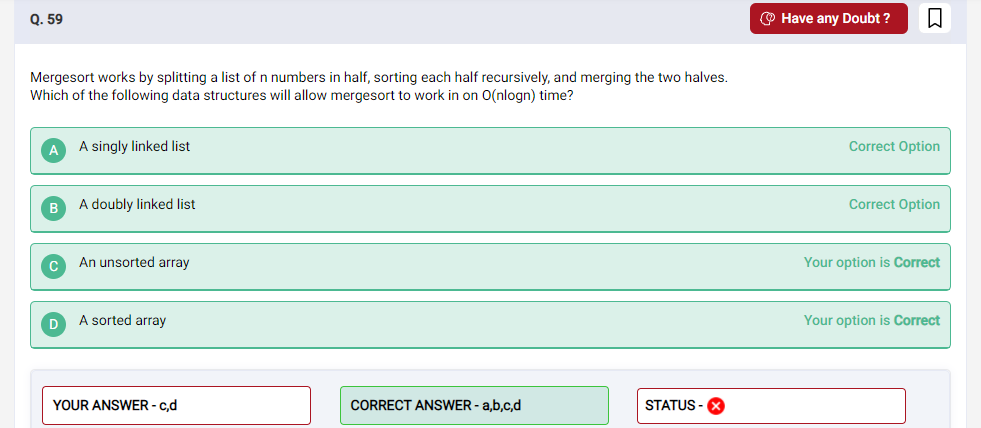 Q. 59
Have any Doubt ?
Mergesort works by splitting a list of n numbers in half, sorting each half recursively, and merging the two halves.
Which of the following data structures will allow mergesort to work in on O(nlogn) time?
A A singly linked list Correct Option
B A doubly linked list Correct Option
C An unsorted array Your option is Correct
D A sorted array Your option is Correct
YOUR ANSWER - c,d
CORRECT ANSWER - a,b,c,d
STATUS -